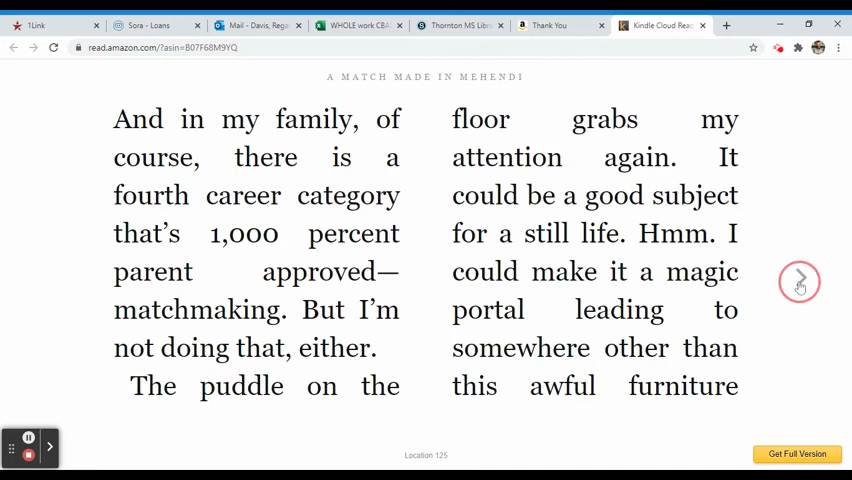 1Link
Sora - Loans
Mail - Davis, Rega
WHOLE work CBA
Thornton MS Libr
Thank You
Kindle Cloud Read
read.amazon.com/?asin=B07F68M9YQ
A MATCH MADE IN MEHENDI
And in my family, of
course, there is a
fourth career category
that's 1,000 percent
parent approved—
matchmaking. But I'm
not doing that, either.
The puddle on the
floor grabs my
attention again. It
could be a good subject
for a still life. Hmm. I
could make it a magic
portal leading to
somewhere other than
this awful furniture
Location 125
Get Full Version